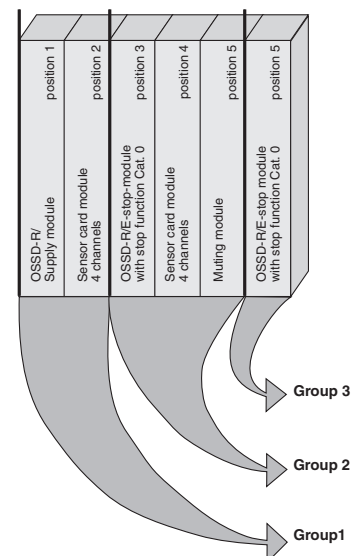 position 1
OSSD-R/
Supply module
position 2
Sensor card module
4 channels
position 3
OSSD-R/E-stop-module
with stop function Cat. 0
position 4
Sensor card module
4 channels
position 5
Muting module
position 5
OSSD-R/E-stop module
with stop function Cat. 0
Group 3
Group 2
Group1